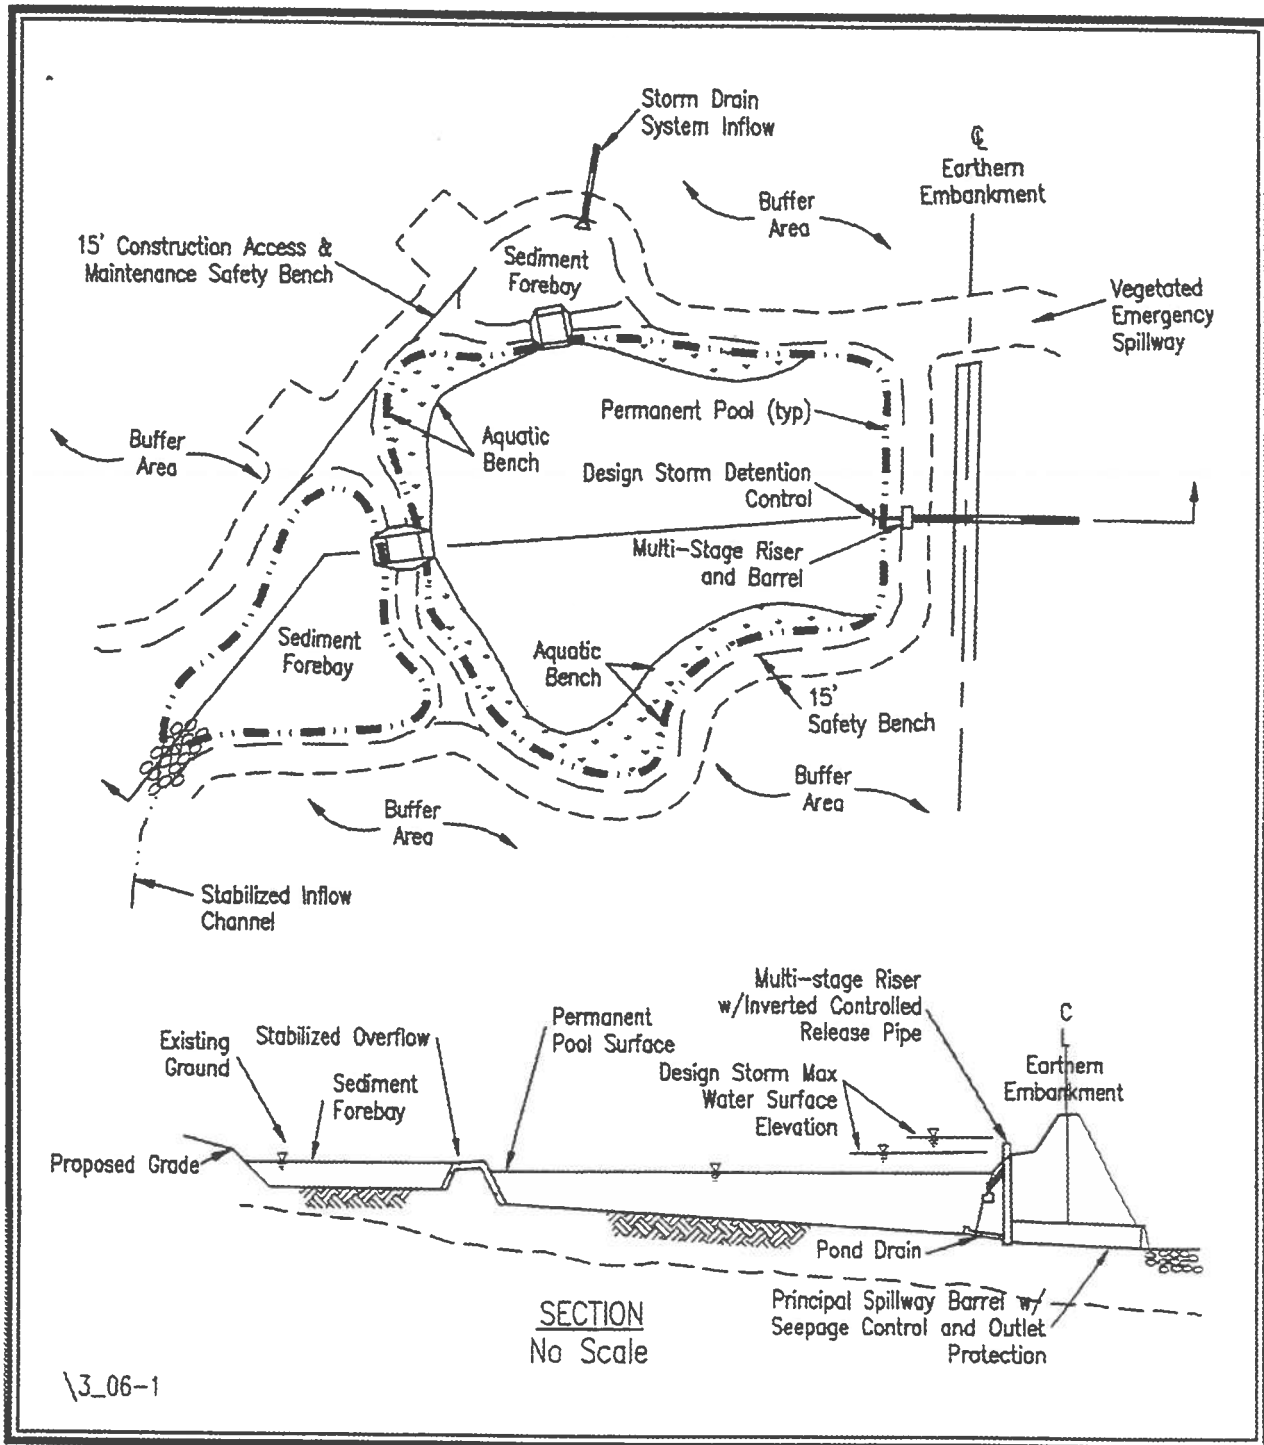 Storm Drain
System Inflow
℄
Earthern
Embankment
Buffer
Area
15' Construction Access &
Maintenance Safety Bench
Sediment
Forebay
Vegetated
Emergency
Spillway
Permanent Pool (typ)
Buffer
Area
Aquatic
Bench
Design Storm Detention
Control
Multi-Stage Riser
and Barrel
Sediment
Forebay
Aquatic
Bench
15'
Safety Bench
Buffer
Area
Buffer
Area
Stabilized Inflow
Channel
Multi-stage Riser
w/Inverted Controlled
Release Pipe
C
L
Earthern
Embankment
Existing
Ground
Stabilized Overflow
Permanent
Pool Surface
Sediment
Forebay
Design Storm Max
Water Surface
Elevation
Proposed Grade
Pond Drain
Principal Spillway Barrel w/
Seepage Control and Outlet
Protection
SECTION
No Scale
\3_06-1